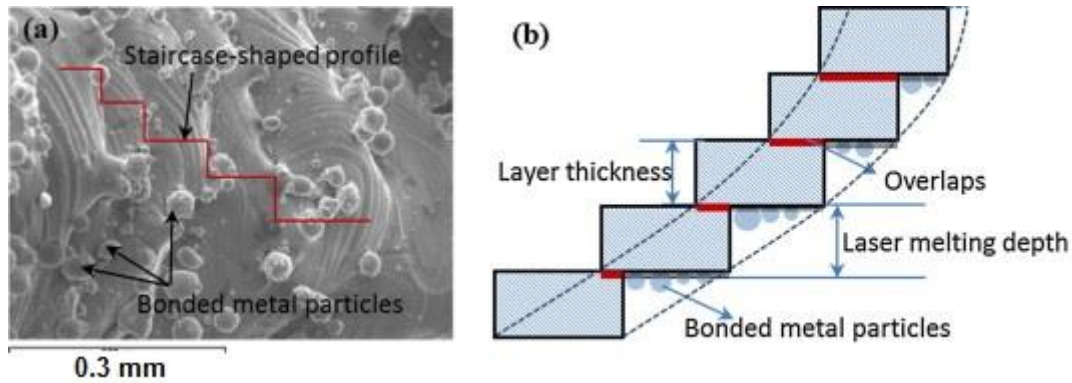 (a)
Staircase-shaped profile
Bonded metal particles
0.3 mm
(b)
Layer thickness
Overlaps
Laser melting depth
Bonded metal particles